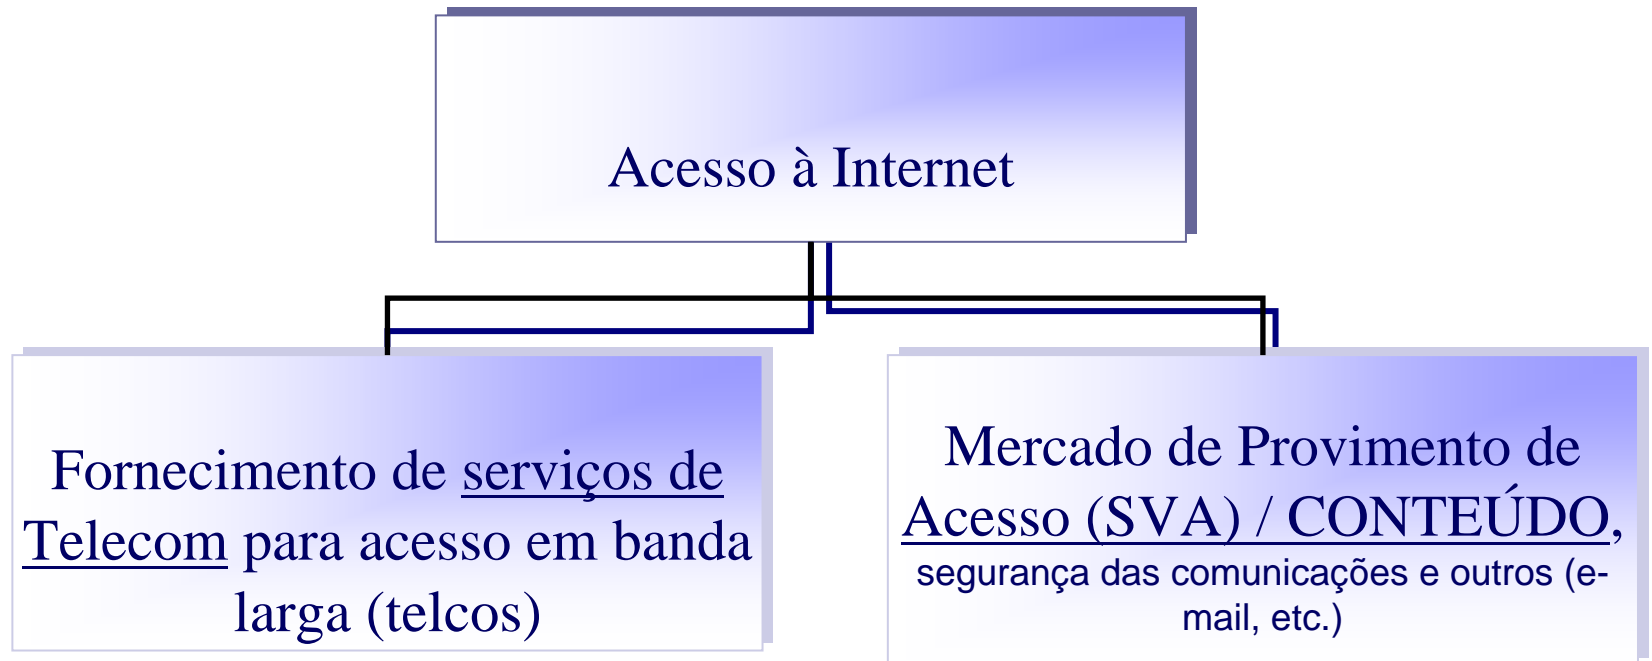 Acesso à Internet
Fornecimento de serviços de
Telecom para acesso em banda
larga (telcos)
Mercado de Provimento de
Acesso (SVA) / CONTEÚDO,
segurança das comunicações e outros (e-
mail, etc.)